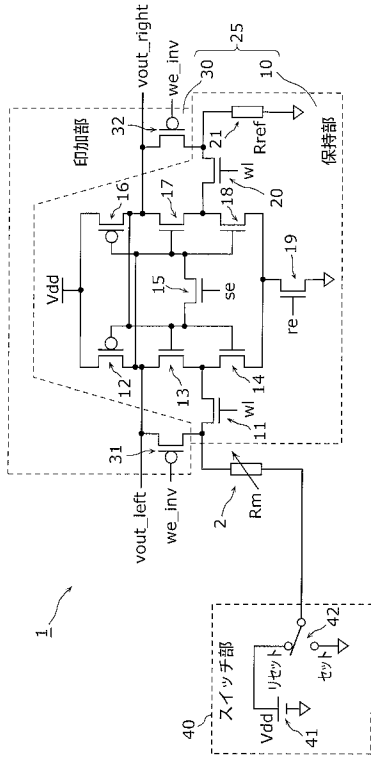 1
印加部
30
25
10
vout_right
we_inv
32
Vdd
12
16
13
17
14
18
15
se
31
vout_left
we_inv
11
wl
wl
20
21
Rref
19
re
保持部
2
Rm
40
スイッチ部
リセット
セット
Vdd
41
42